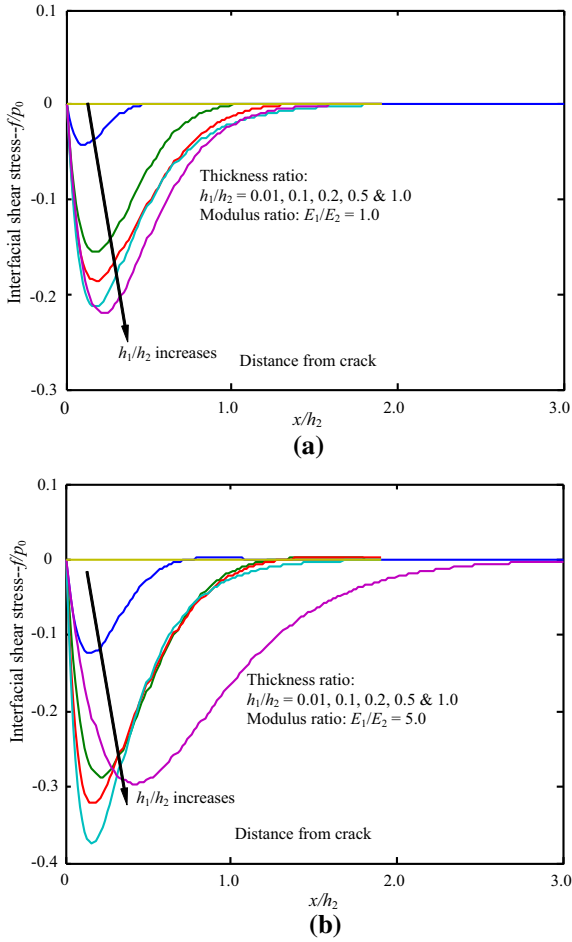 0.1
0
-0.1
-0.2
-0.3
Interfacial shear stress--f/p0
Thickness ratio:
h1/h2 = 0.01, 0.1, 0.2, 0.5 & 1.0
Modulus ratio: E1/E2 = 1.0
h1/h2 increases
Distance from crack
0 1.0 2.0 3.0
x/h2
(a)
0.1
0
-0.1
-0.2
-0.3
-0.4
Interfacial shear stress--f/p0
Thickness ratio:
h1/h2 = 0.01, 0.1, 0.2, 0.5 & 1.0
Modulus ratio: E1/E2 = 5.0
h1/h2 increases
Distance from crack
0 1.0 2.0 3.0
x/h2
(b)